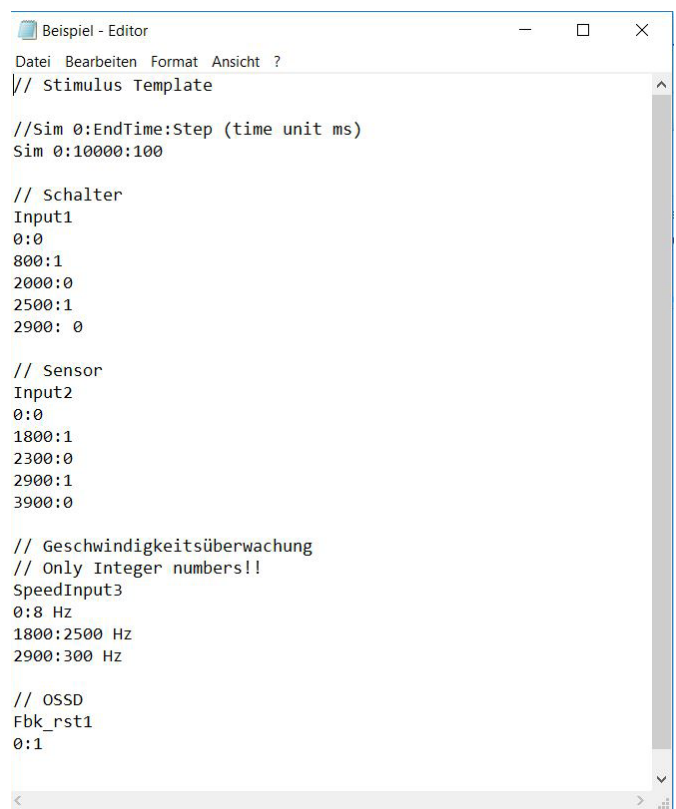 Beispiel - Editor
Datei Bearbeiten Format Ansicht ?
// Stimulus Template
//Sim 0:EndTime:Step (time unit ms)
Sim 0:10000:100
// Schalter
Input1
0:0
800:1
2000:0
2500:1
2900: 0
// Sensor
Input2
0:0
1800:1
2300:0
2900:1
3900:0
// Geschwindigkeitsüberwachung
// Only Integer numbers!!
SpeedInput3
0:8 Hz
1800:2500 Hz
2900:300 Hz
// OSSD
Fbk_rst1
0:1